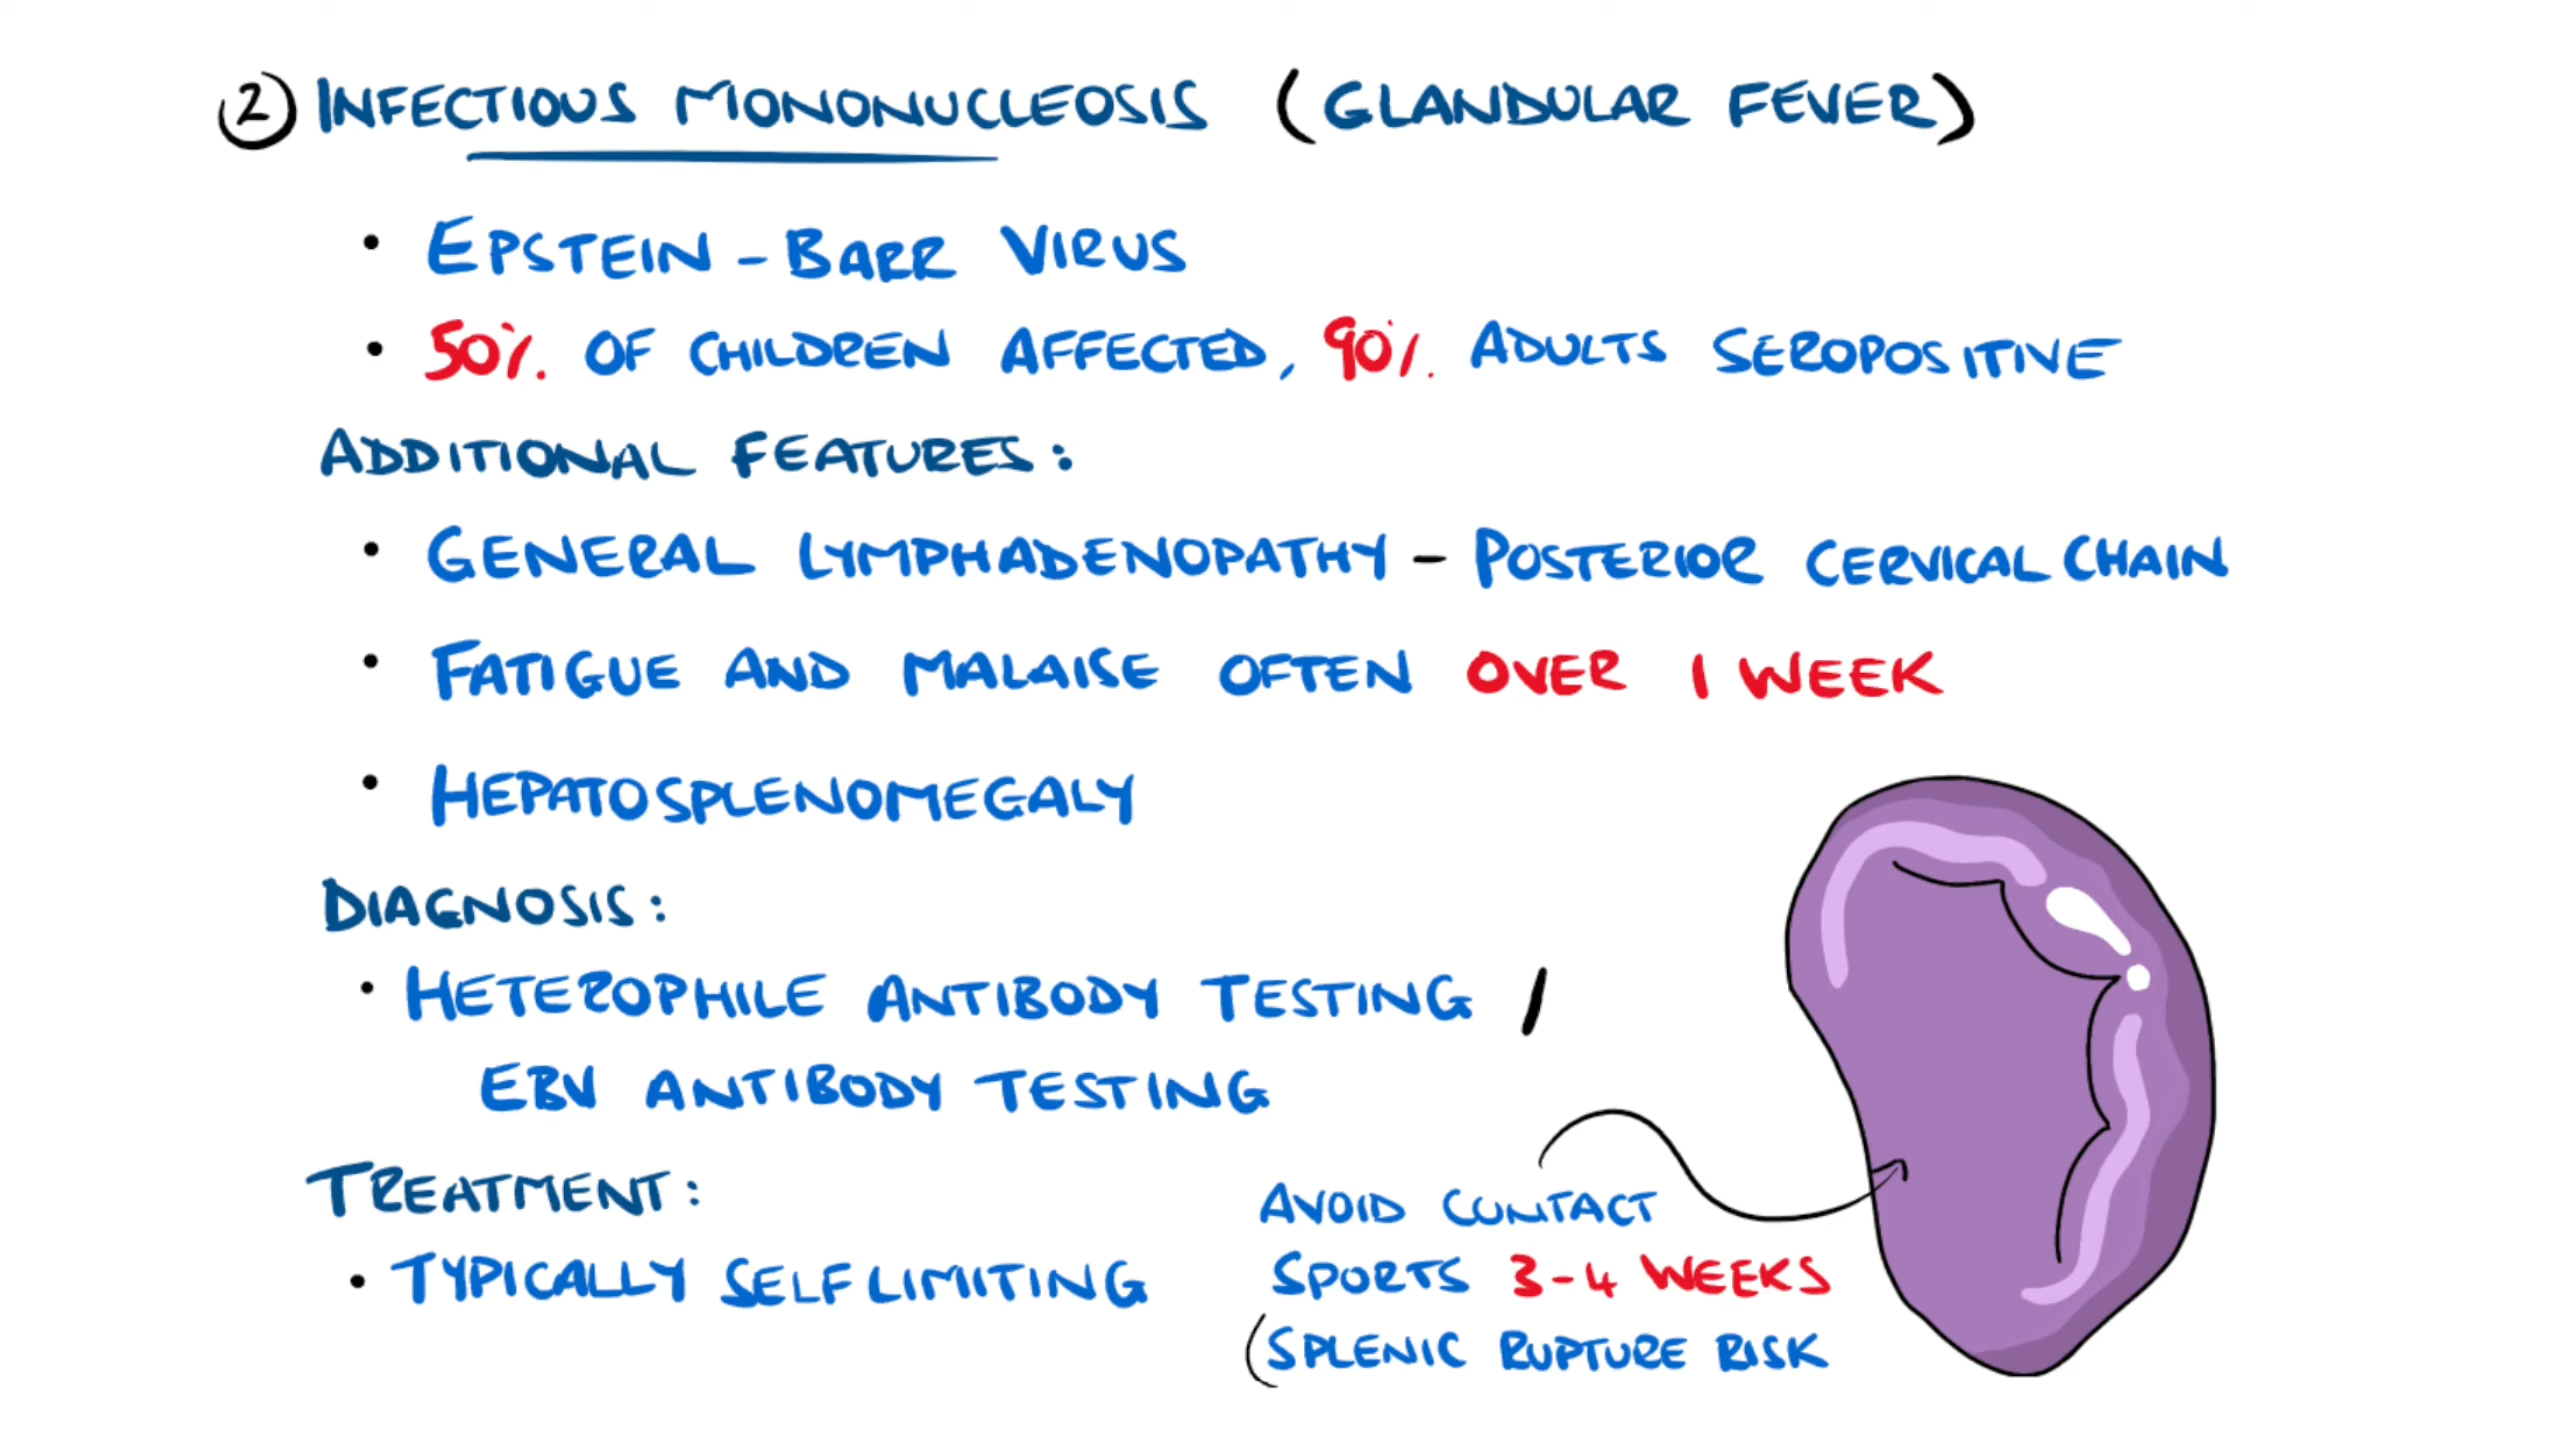 ② INFECTIOUS MONONUCLEOSIS (GLANDULAR FEVER)
• EPSTEIN-BARR VIRUS
• 50% OF CHILDREN AFFECTED, 90% ADULTS SEROPOSITIVE
ADDITIONAL FEATURES:
• GENERAL LYMPHADENOPATHY - POSTERIOR CERVICAL CHAIN
• FATIGUE AND MALAISE OFTEN OVER 1 WEEK
• HEPATOSPLENOMEGALY
DIAGNOSIS:
• HETEROPHILE ANTIBODY TESTING /
EBV ANTIBODY TESTING
TREATMENT:
• TYPICALLY SELF LIMITING
AVOID CONTACT
SPORTS 3-4 WEEKS
(SPLENIC RUPTURE RISK